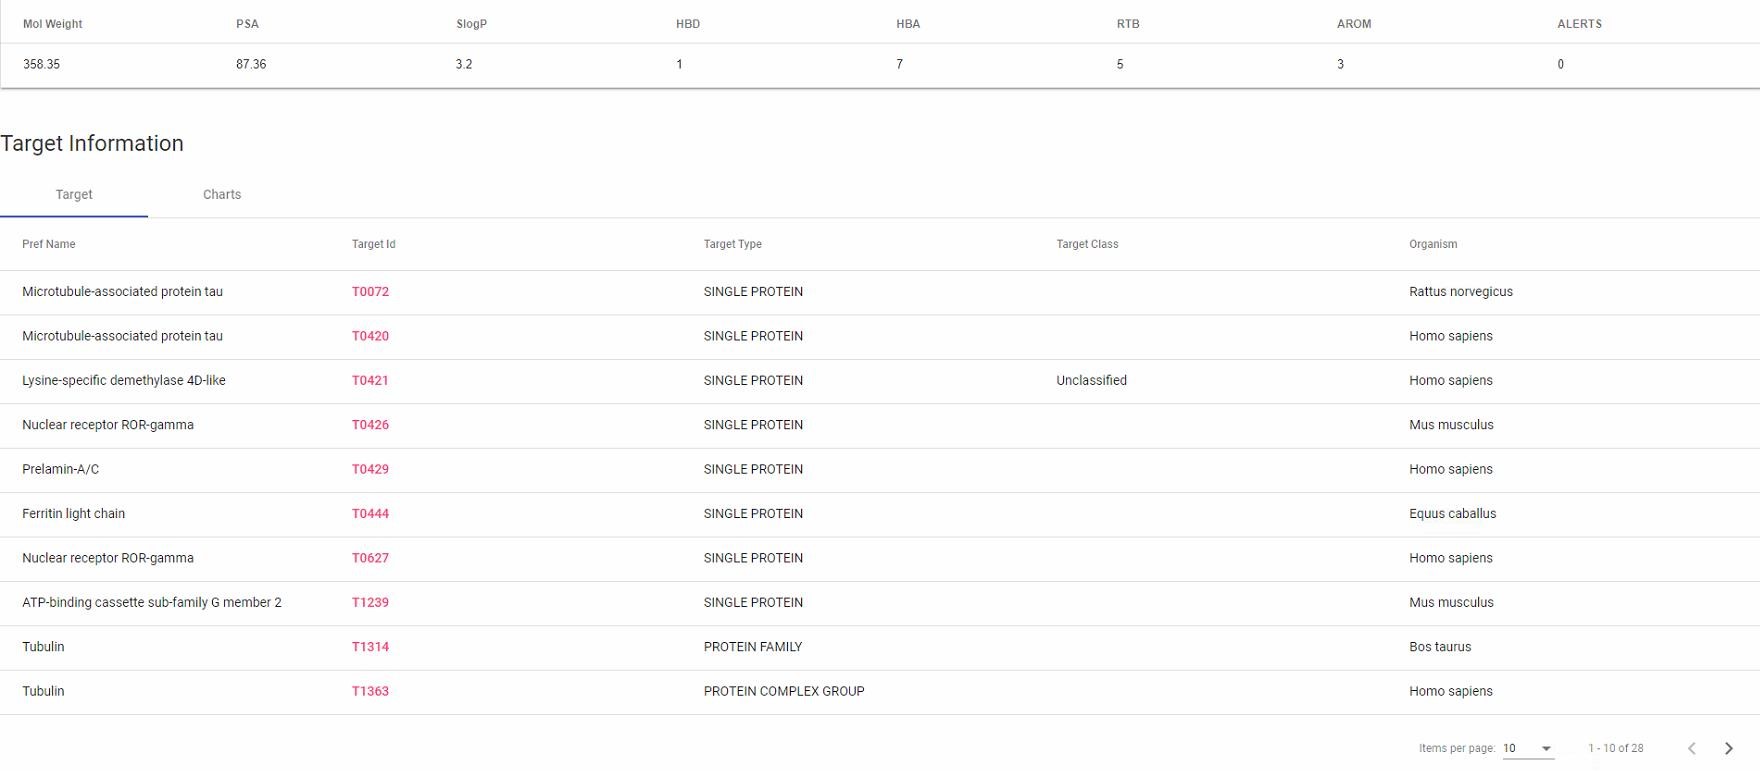 Mol Weight PSA SlogP HBD HBA RTB AROM ALERTS
358.35 87.36 3.2 1 7 5 3 0
Target Information
Target Charts
Pref Name Target Id Target Type Target Class Organism
Microtubule-associated protein tau T0072 SINGLE PROTEIN Rattus norvegicus
Microtubule-associated protein tau T0420 SINGLE PROTEIN Homo sapiens
Lysine-specific demethylase 4D-like T0421 SINGLE PROTEIN Unclassified Homo sapiens
Nuclear receptor ROR-gamma T0426 SINGLE PROTEIN Mus musculus
Prelamin-A/C T0429 SINGLE PROTEIN Homo sapiens
Ferritin light chain T0444 SINGLE PROTEIN Equus caballus
Nuclear receptor ROR-gamma T0627 SINGLE PROTEIN Homo sapiens
ATP-binding cassette sub-family G member 2 T1239 SINGLE PROTEIN Mus musculus
Tubulin T1314 PROTEIN FAMILY Bos taurus
Tubulin T1363 PROTEIN COMPLEX GROUP Homo sapiens
Items per page: 10 1 - 10 of 28